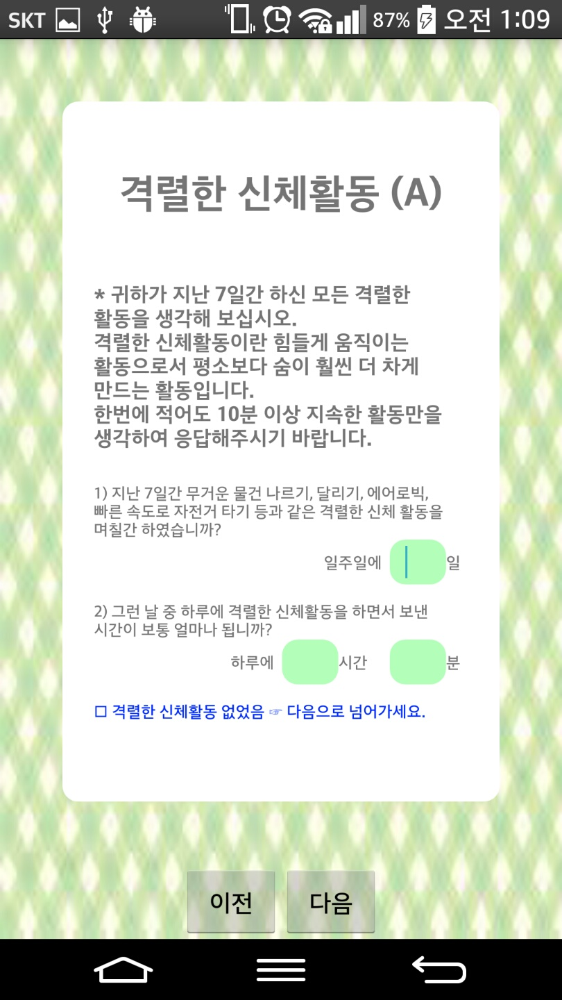 SKT 87% 오전 1:09
격렬한 신체활동 (A)
* 귀하가 지난 7일간 하신 모든 격렬한
활동을 생각해 보십시오.
격렬한 신체활동이란 힘들게 움직이는
활동으로서 평소보다 숨이 훨씬 더 차게
만드는 활동입니다.
한번에 적어도 10분 이상 지속한 활동만을
생각하여 응답해주시기 바랍니다.
1) 지난 7일간 무거운 물건 나르기, 달리기, 에어로빅,
빠른 속도로 자전거 타기 등과 같은 격렬한 신체 활동을
며칠간 하였습니까?
일주일에 일
2) 그런 날 중 하루에 격렬한 신체활동을 하면서 보낸
시간이 보통 얼마나 됩니까?
하루에 시간 분
□ 격렬한 신체활동 없었음 ☞ 다음으로 넘어가세요.
이전 다음